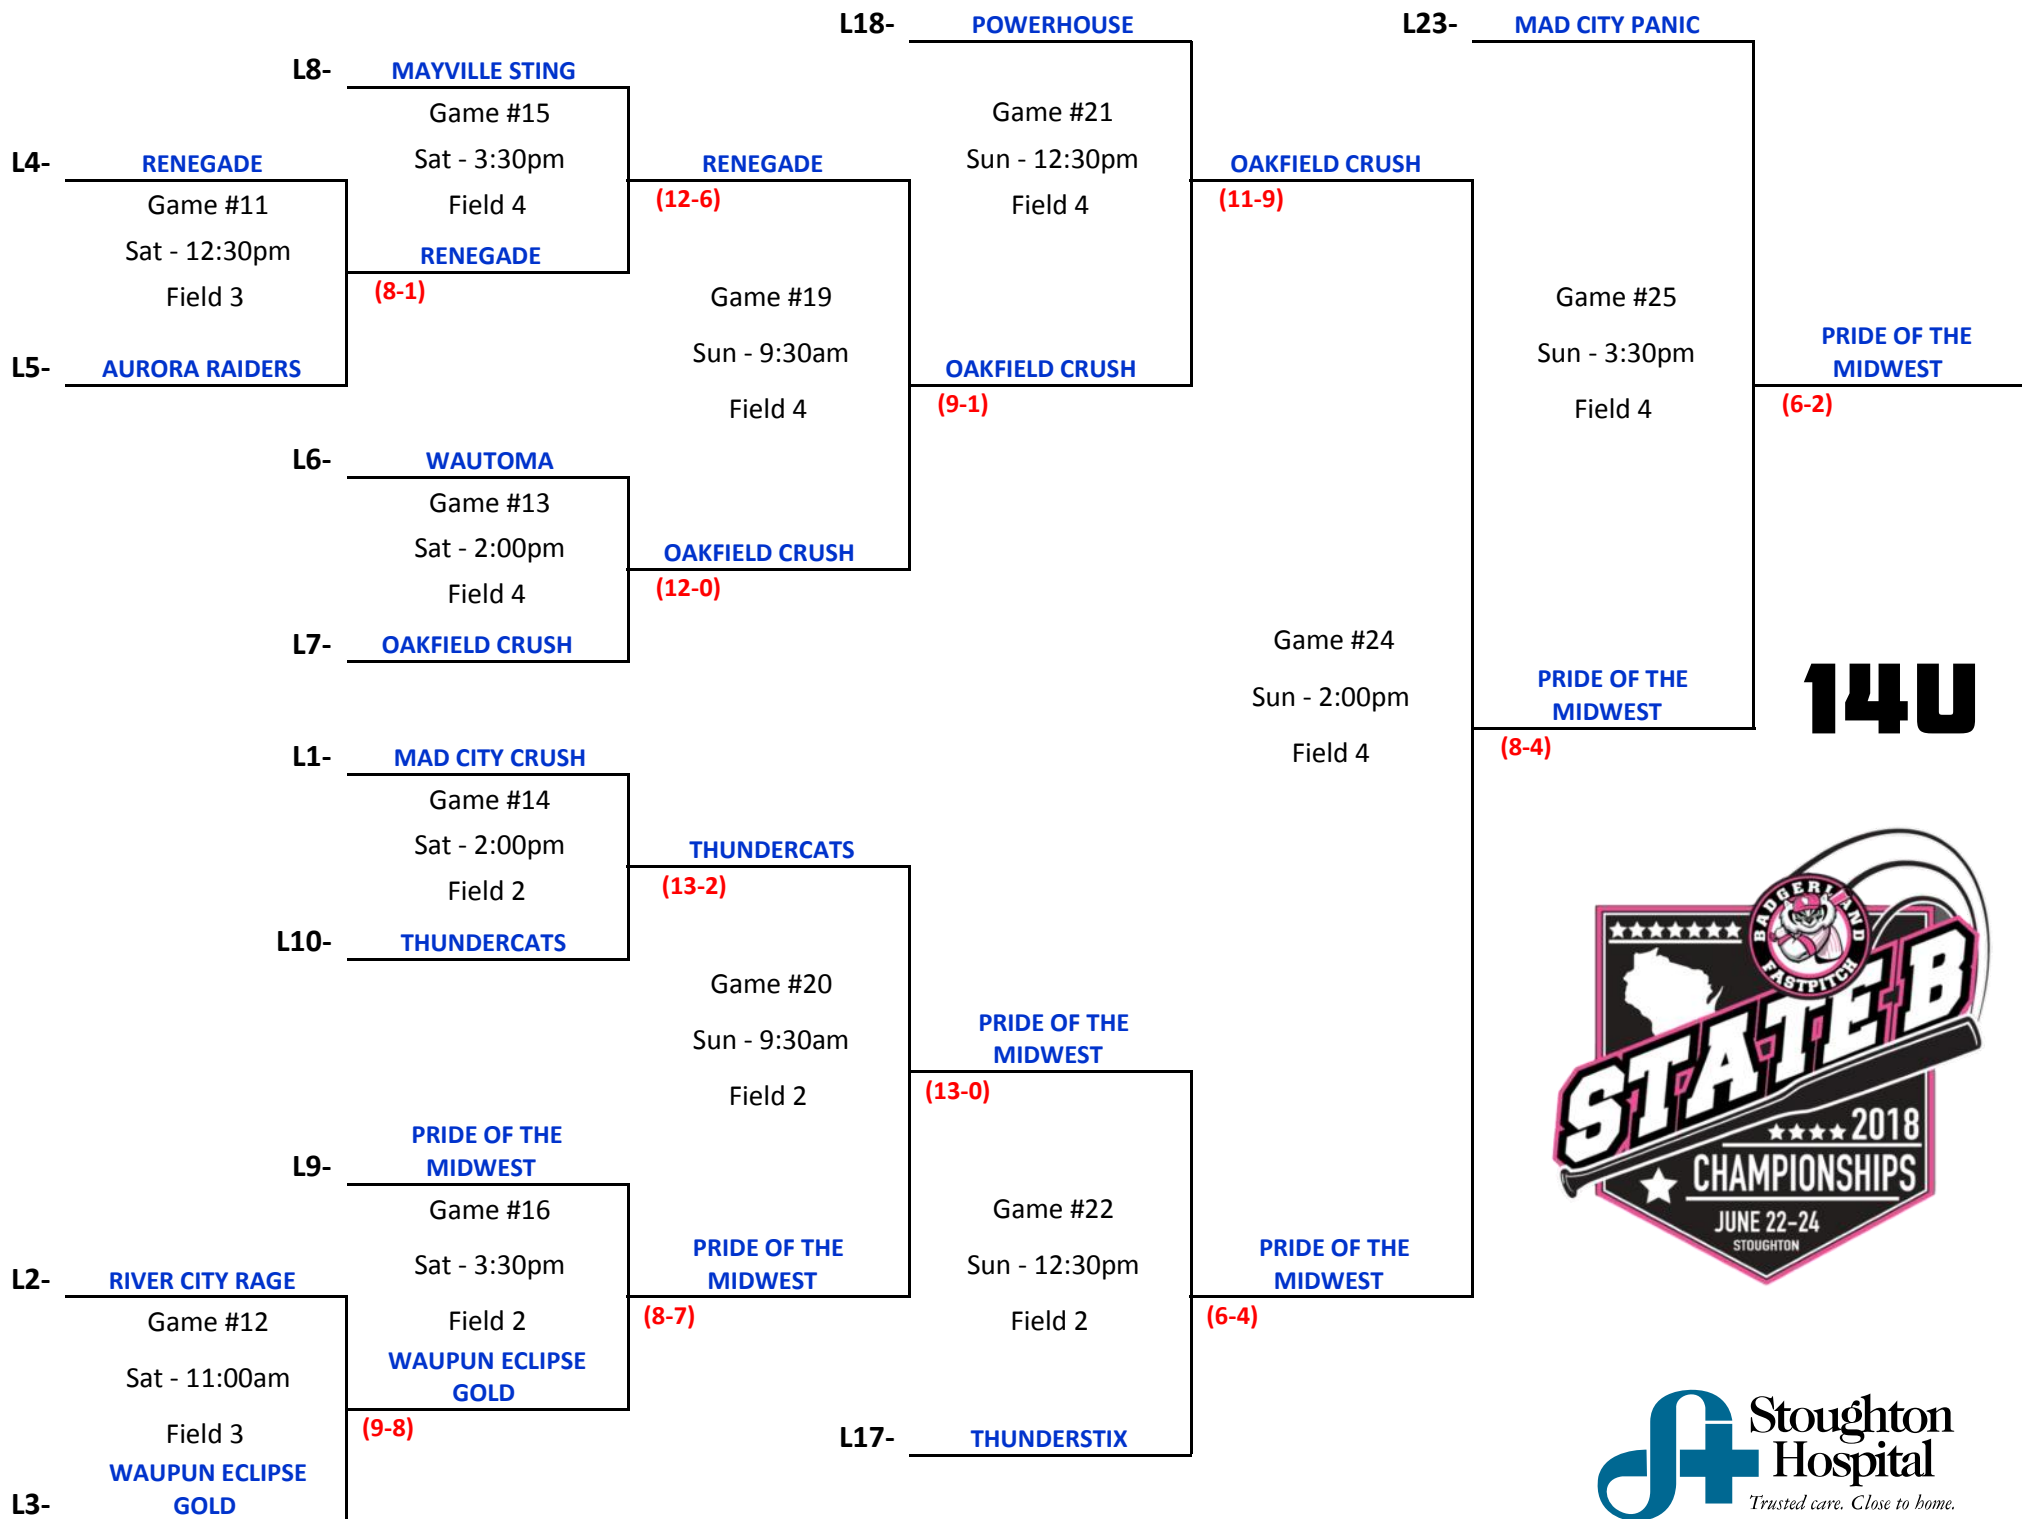 L18- POWERHOUSE
L23- MAD CITY PANIC
L8- MAYVILLE STING
Game #15
Sat - 3:30pm
Field 4
Game #21
Sun - 12:30pm
Field 4
L4- RENEGADE
Game #11
Sat - 12:30pm
Field 3
RENEGADE
(12-6)
OAKFIELD CRUSH
(11-9)
RENEGADE
(8-1)
L5- AURORA RAIDERS
Game #19
Sun - 9:30am
Field 4
OAKFIELD CRUSH
(9-1)
Game #25
Sun - 3:30pm
Field 4
PRIDE OF THE
MIDWEST
(6-2)
L6- WAUTOMA
Game #13
Sat - 2:00pm
Field 4
OAKFIELD CRUSH
(12-0)
L7- OAKFIELD CRUSH
Game #24
Sun - 2:00pm
Field 4
PRIDE OF THE
MIDWEST
(8-4)
14U
L1- MAD CITY CRUSH
Game #14
Sat - 2:00pm
Field 2
THUNDERCATS
(13-2)
L10- THUNDERCATS
Game #20
Sun - 9:30am
Field 2
PRIDE OF THE
MIDWEST
(13-0)
BADGERLAND
FASTPITCH
STATE B
2018
CHAMPIONSHIPS
JUNE 22-24
STOUGHTON
PRIDE OF THE
L9- MIDWEST
Game #16
Sat - 3:30pm
Field 2
PRIDE OF THE
MIDWEST
(8-7)
Game #22
Sun - 12:30pm
Field 2
PRIDE OF THE
MIDWEST
(6-4)
L2- RIVER CITY RAGE
Game #12
Sat - 11:00am
Field 3
WAUPUN ECLIPSE
GOLD
(9-8)
L17- THUNDERSTIX
WAUPUN ECLIPSE
L3- GOLD
Stoughton
Hospital
Trusted care. Close to home.